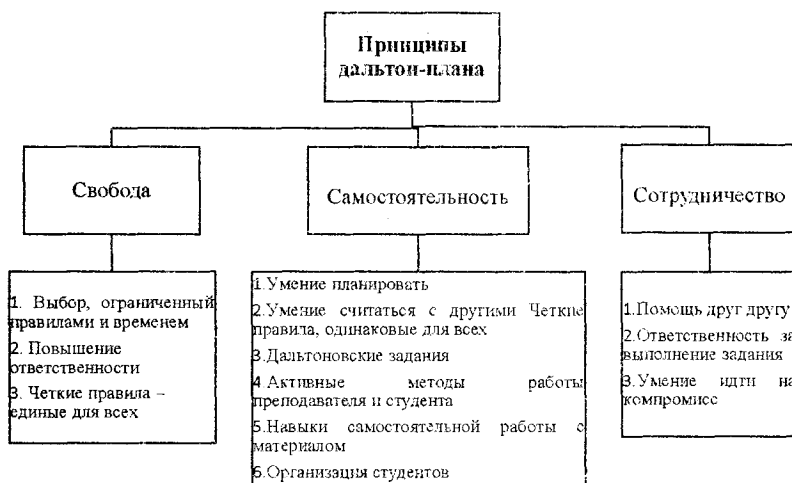 Принципы
дальтон-плана
Свобода
Самостоятельность
Сотрудничество
1. Выбор, ограниченный
правилами и временем
2. Повышение
ответственности
3. Четкие правила –
единые для всех
1.Умение планировать
2.Умение считаться с другими Четкие
правила, одинаковые для всех
3.Дальтоновские задания
4.Активные методы работы
преподавателя и студента
5.Навыки самостоятельной работы с
материалом
6.Организация студентов
1.Помощь друг другу
2.Ответственность за
выполнение задания
3.Умение идти на
компромисс